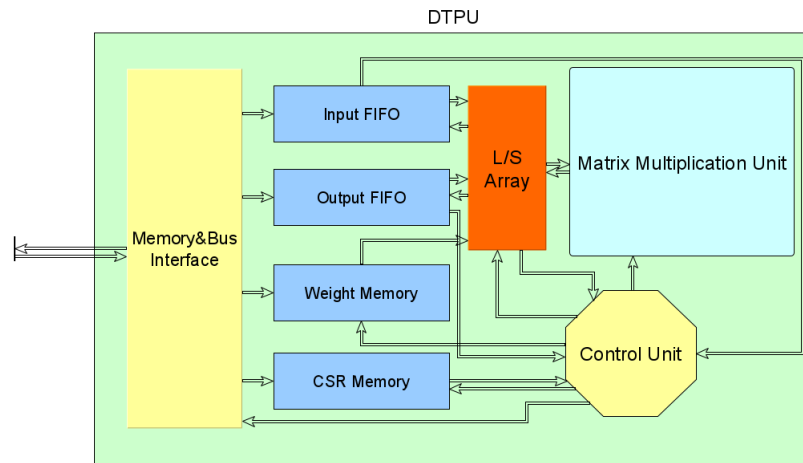 DTPU
Input FIFO
L/S
Array
Matrix Multiplication Unit
Output FIFO
Memory&Bus
Interface
Weight Memory
CSR Memory
Control Unit